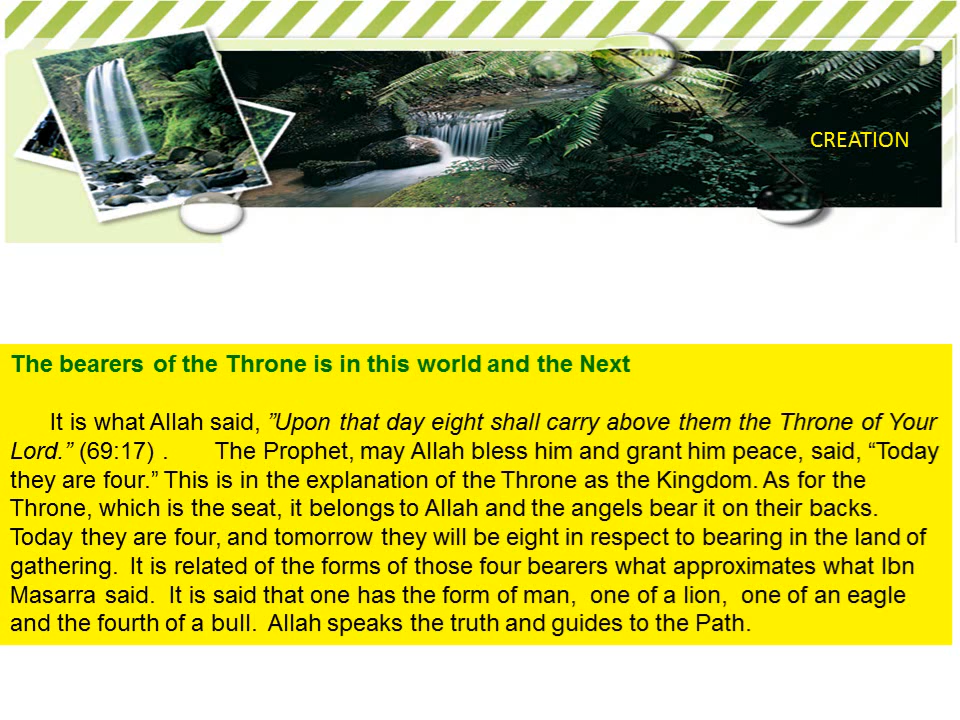 CREATION
The bearers of the Throne is in this world and the Next
It is what Allah said, ”Upon that day eight shall carry above them the Throne of Your
Lord.” (69:17) . The Prophet, may Allah bless him and grant him peace, said, “Today
they are four.” This is in the explanation of the Throne as the Kingdom. As for the
Throne, which is the seat, it belongs to Allah and the angels bear it on their backs.
Today they are four, and tomorrow they will be eight in respect to bearing in the land of
gathering. It is related of the forms of those four bearers what approximates what Ibn
Masarra said. It is said that one has the form of man, one of a lion, one of an eagle
and the fourth of a bull. Allah speaks the truth and guides to the Path.